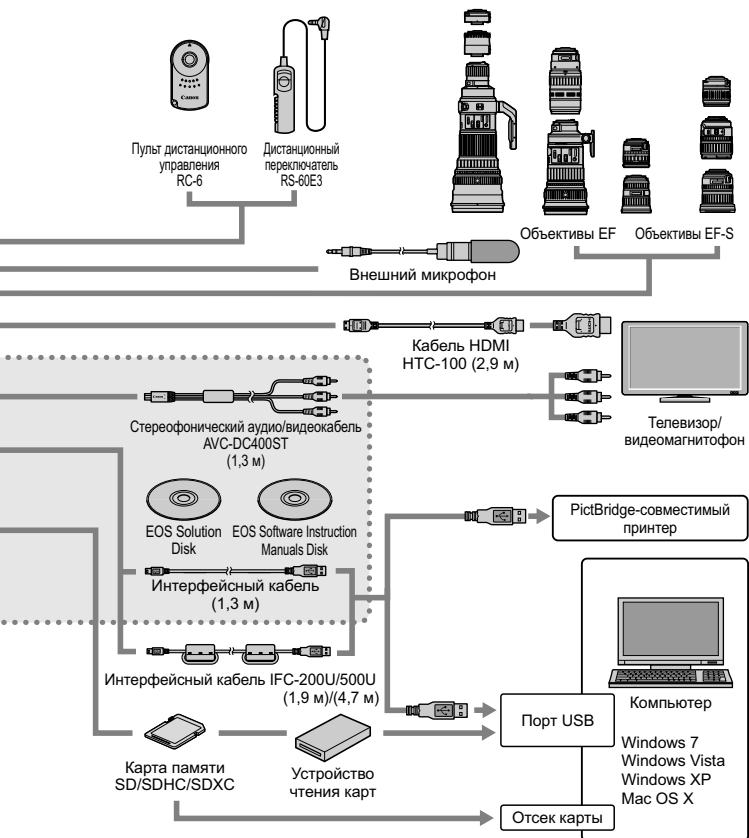 Canon
Пульт дистанционного
управления
RC-6
Дистанционный
переключатель
RS-60E3
Объективы EF
Объективы EF-S
Внешний микрофон
Кабель HDMI
HTC-100 (2,9 м)
Стереофонический аудио/видеокабель
AVC-DC400ST
(1,3 м)
Телевизор/
видеомагнитофон
EOS Solution
Disk
EOS Software Instruction
Manuals Disk
PictBridge-совместимый
принтер
Интерфейсный кабель
(1,3 м)
Интерфейсный кабель IFC-200U/500U
(1,9 м)/(4,7 м)
Порт USB
Компьютер
Windows 7
Windows Vista
Windows XP
Mac OS X
Карта памяти
SD/SDHC/SDXC
Устройство
чтения карт
Отсек карты